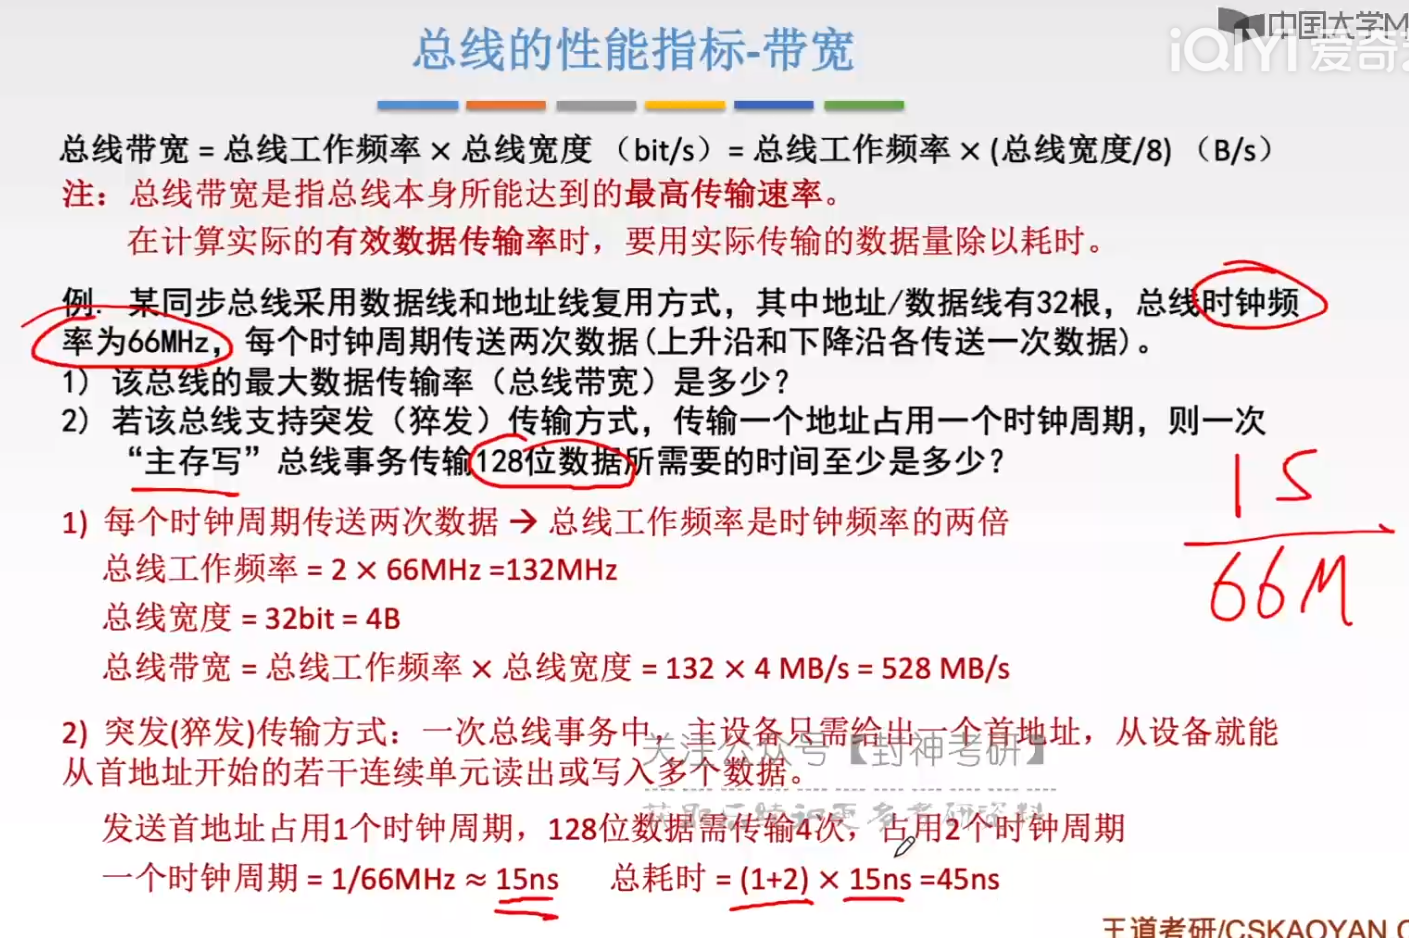 中国大学M
iQIYI 爱奇艺
总线的性能指标-带宽
总线带宽 = 总线工作频率 × 总线宽度 （bit/s）= 总线工作频率 × (总线宽度/8) （B/s）
注：总线带宽是指总线本身所能达到的最高传输速率。
在计算实际的有效数据传输率时，要用实际传输的数据量除以耗时。
例. 某同步总线采用数据线和地址线复用方式，其中地址/数据线有32根，总线时钟频
率为66MHz，每个时钟周期传送两次数据(上升沿和下降沿各传送一次数据)。
1) 该总线的最大数据传输率（总线带宽）是多少？
2) 若该总线支持突发（猝发）传输方式，传输一个地址占用一个时钟周期，则一次
“主存写”总线事务传输128位数据所需要的时间至少是多少？
1S
66M
1) 每个时钟周期传送两次数据 → 总线工作频率是时钟频率的两倍
总线工作频率 = 2 × 66MHz =132MHz
总线宽度 = 32bit = 4B
总线带宽 = 总线工作频率 × 总线宽度 = 132 × 4 MB/s = 528 MB/s
2) 突发(猝发)传输方式：一次总线事务中，主设备只需给出一个首地址，从设备就能
关注公众号【封神考研】
从首地址开始的若干连续单元读出或写入多个数据。
发送首地址占用1个时钟周期，128位数据需传输4次，占用2个时钟周期
一个时钟周期 = 1/66MHz ≈ 15ns 总耗时 = (1+2) × 15ns =45ns
王道考研/CSKAOYAN.C